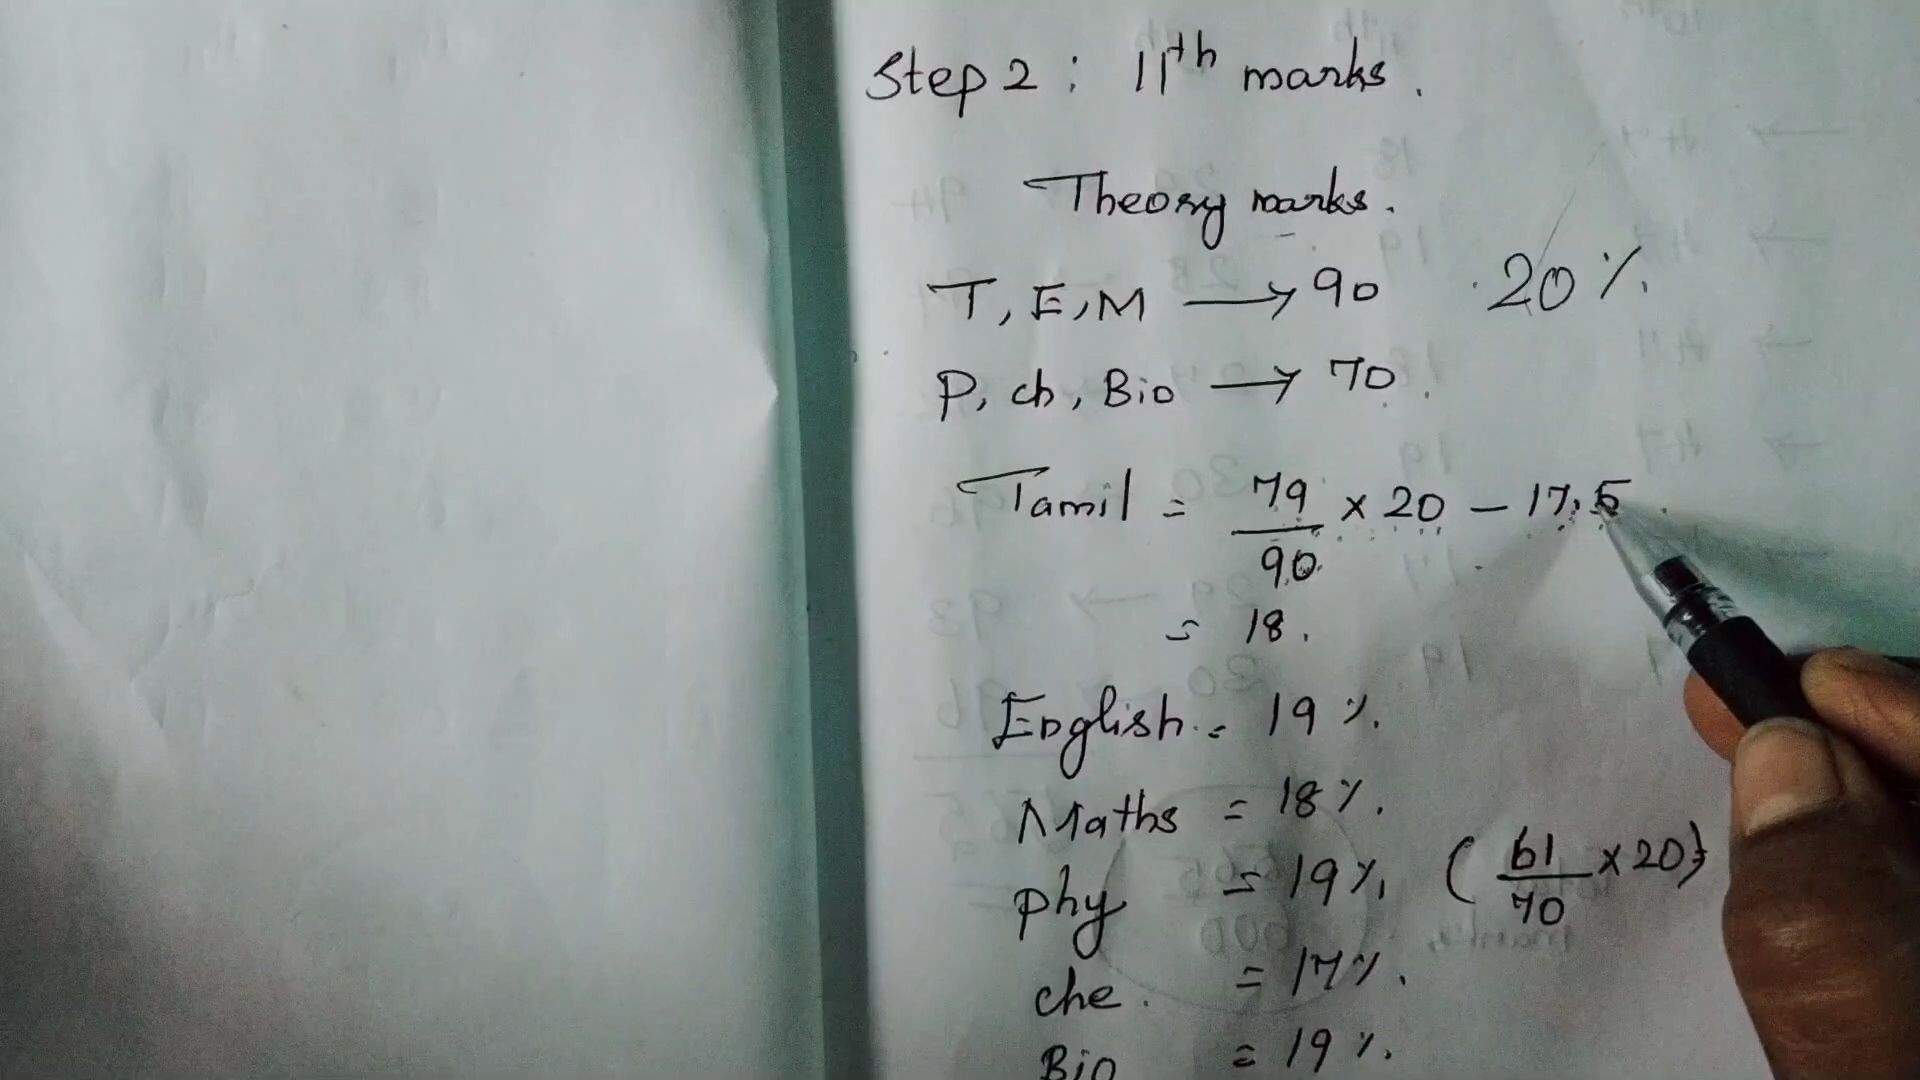 Step 2 : 11th marks.
Theory marks.
T, E, M → 90 20 %
P, ch, Bio → 70
Tamil = 79/90 × 20 – 17.5
= 18.
English = 19 %.
Maths = 18 %.
Phy = 19 %, ( 61/70 × 20)
che. = 17 %.
Bio = 19 %.